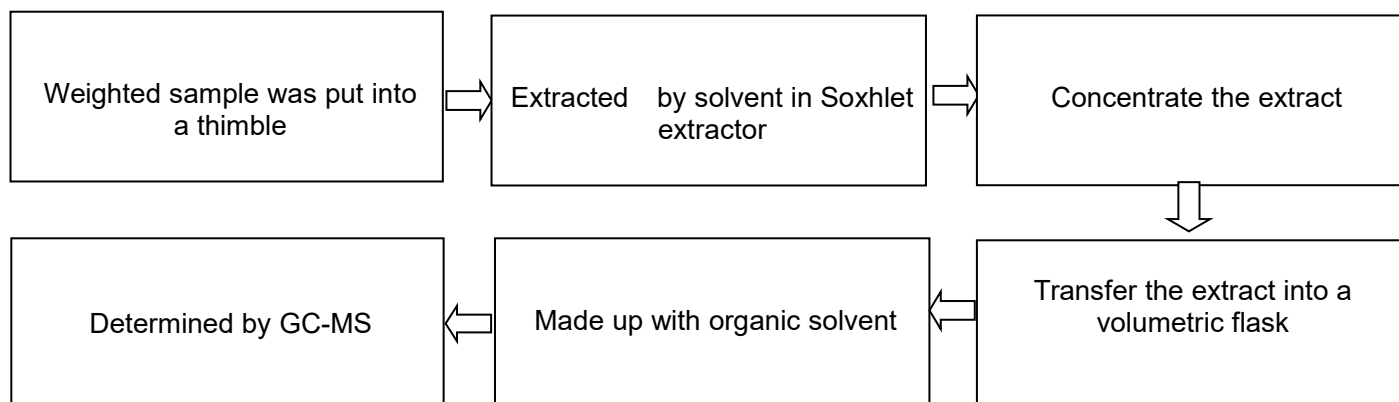 Weighted sample was put into
a thimble
Extracted by solvent in Soxhlet
extractor
Concentrate the extract
Transfer the extract into a
volumetric flask
Made up with organic solvent
Determined by GC-MS